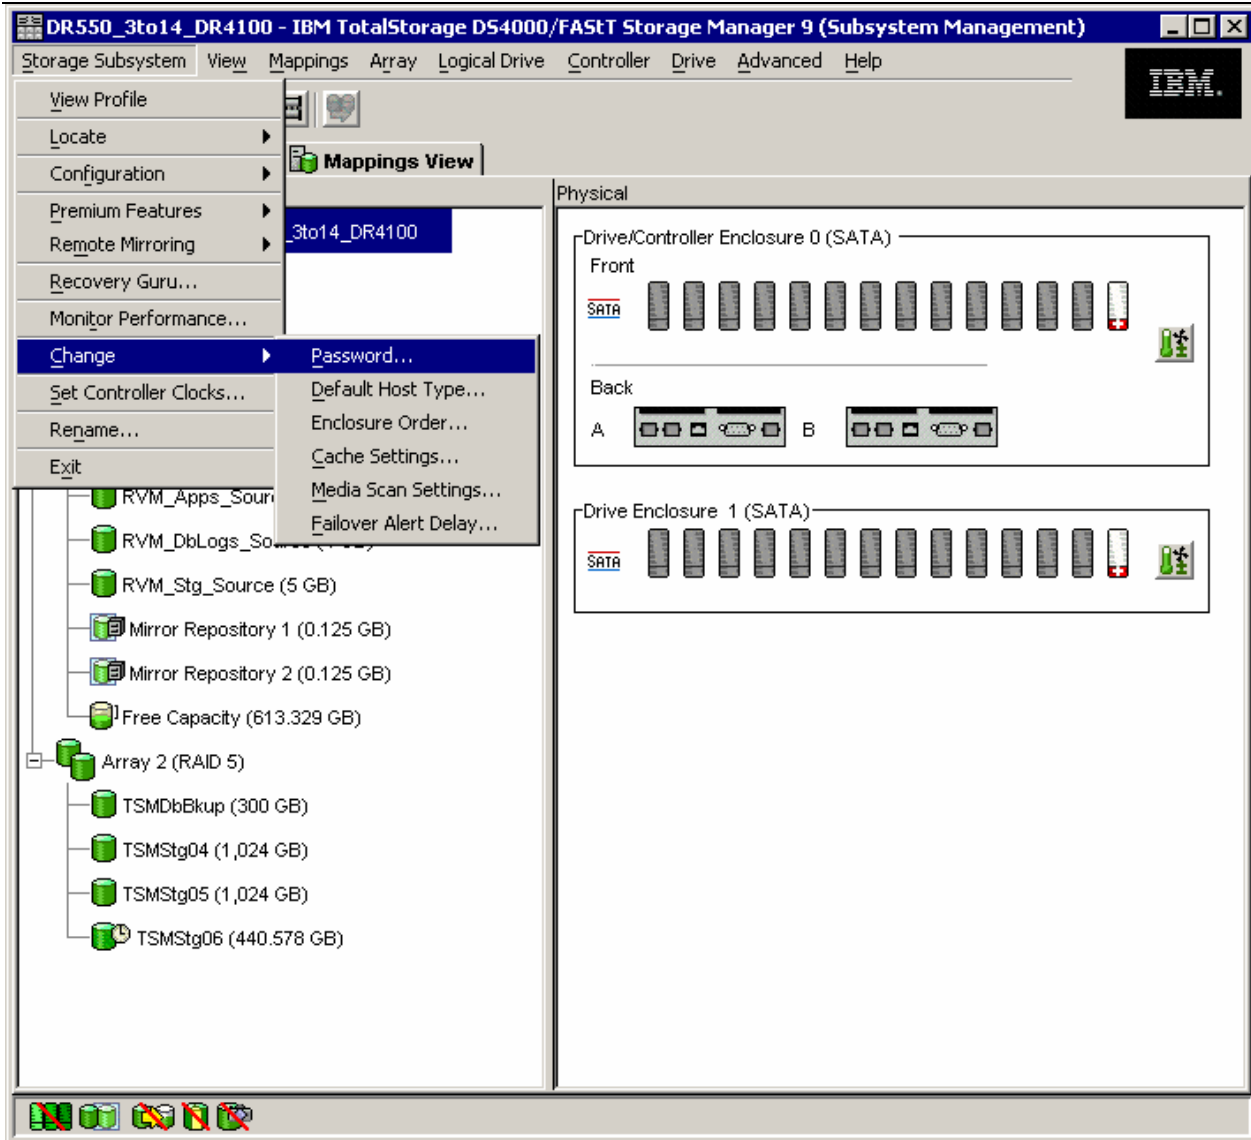 DR550_3to14_DR4100 - IBM TotalStorage DS4000/FAStT Storage Manager 9 (Subsystem Management)
Storage Subsystem View Mappings Array Logical Drive Controller Drive Advanced Help
IBM.
View Profile
Locate
Configuration
Premium Features
Remote Mirroring
Recovery Guru...
Monitor Performance...
Change
Set Controller Clocks...
Rename...
Exit
Password...
Default Host Type...
Enclosure Order...
Cache Settings...
Media Scan Settings...
Failover Alert Delay...
Mappings View
_3to14_DR4100
RVM_Apps_Sour
RVM_DbLogs_So
RVM_Stg_Source (5 GB)
Mirror Repository 1 (0.125 GB)
Mirror Repository 2 (0.125 GB)
Free Capacity (613.329 GB)
Array 2 (RAID 5)
TSMDbBkup (300 GB)
TSMStg04 (1,024 GB)
TSMStg05 (1,024 GB)
TSMStg06 (440.578 GB)
Physical
Drive/Controller Enclosure 0 (SATA)
Front
SATA
Back
A B
Drive Enclosure 1 (SATA)
SATA